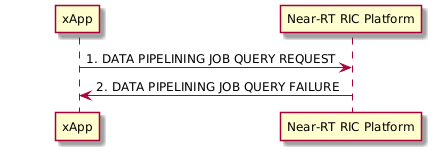 xApp Near-RT RIC Platform
1. DATA PIPELINING JOB QUERY REQUEST
2. DATA PIPELINING JOB QUERY FAILURE
xApp Near-RT RIC Platform